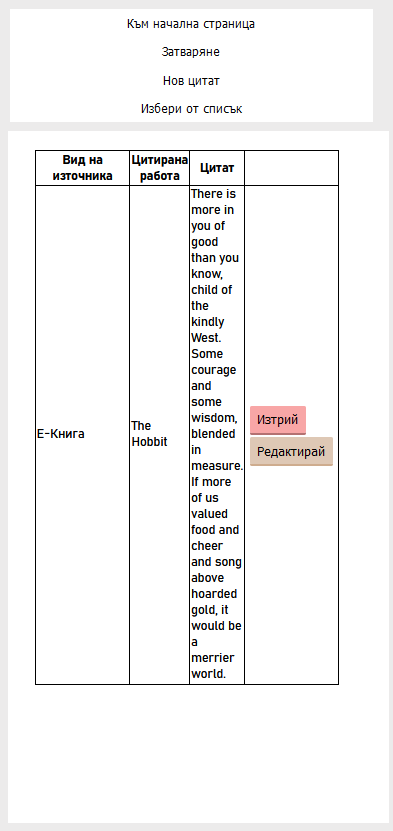 Към начална страница
Затваряне
Нов цитат
Избери от списък
Вид на
източника
Цитирана
работа
Цитат
Е-Книга
The
Hobbit
There is
more in
you of
good
than you
know,
child of
the
kindly
West.
Some
courage
and
some
wisdom,
blended
in
measure.
If more
of us
valued
food and
cheer
and song
above
hoarded
gold, it
would be
a
merrier
world.
Изтрий
Редактирай